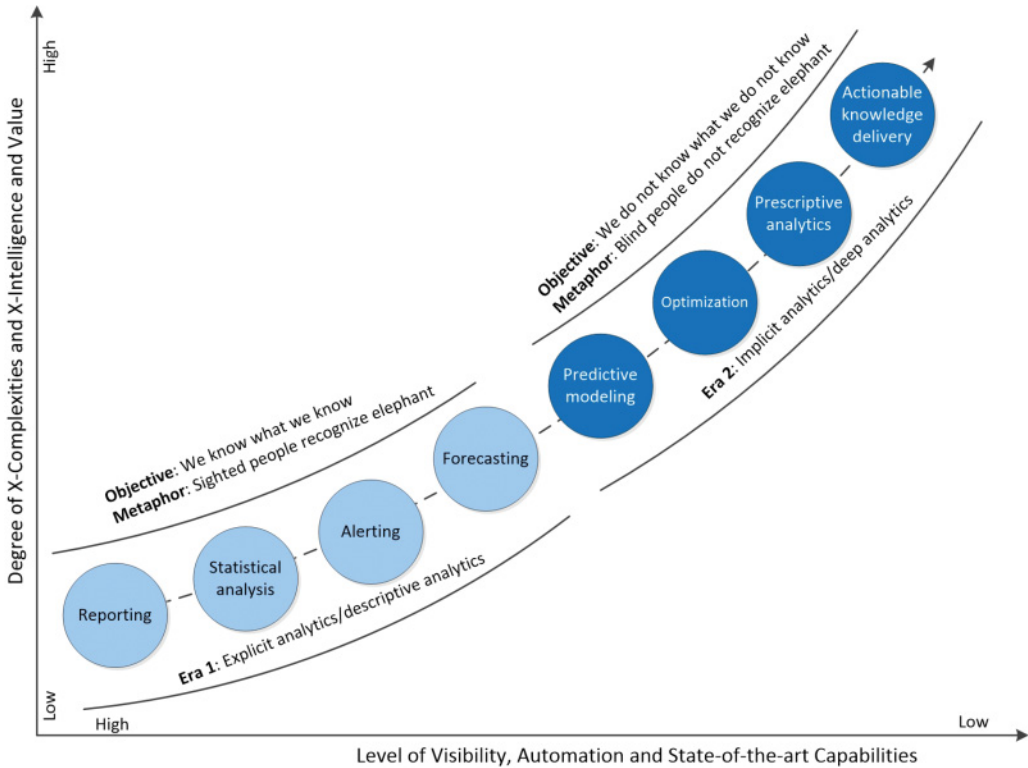 High
Degree of X-Complexities and X-Intelligence and Value
Low
Objective: We do not know what we do not know
Metaphor: Blind people do not recognize elephant
Actionable
knowledge
delivery
Prescriptive
analytics
Optimization
Predictive
modeling
Era 2: Implicit analytics/deep analytics
Objective: We know what we know
Metaphor: Sighted people recognize elephant
Forecasting
Alerting
Statistical
analysis
Reporting
Era 1: Explicit analytics/descriptive analytics
High
Low
Level of Visibility, Automation and State-of-the-art Capabilities